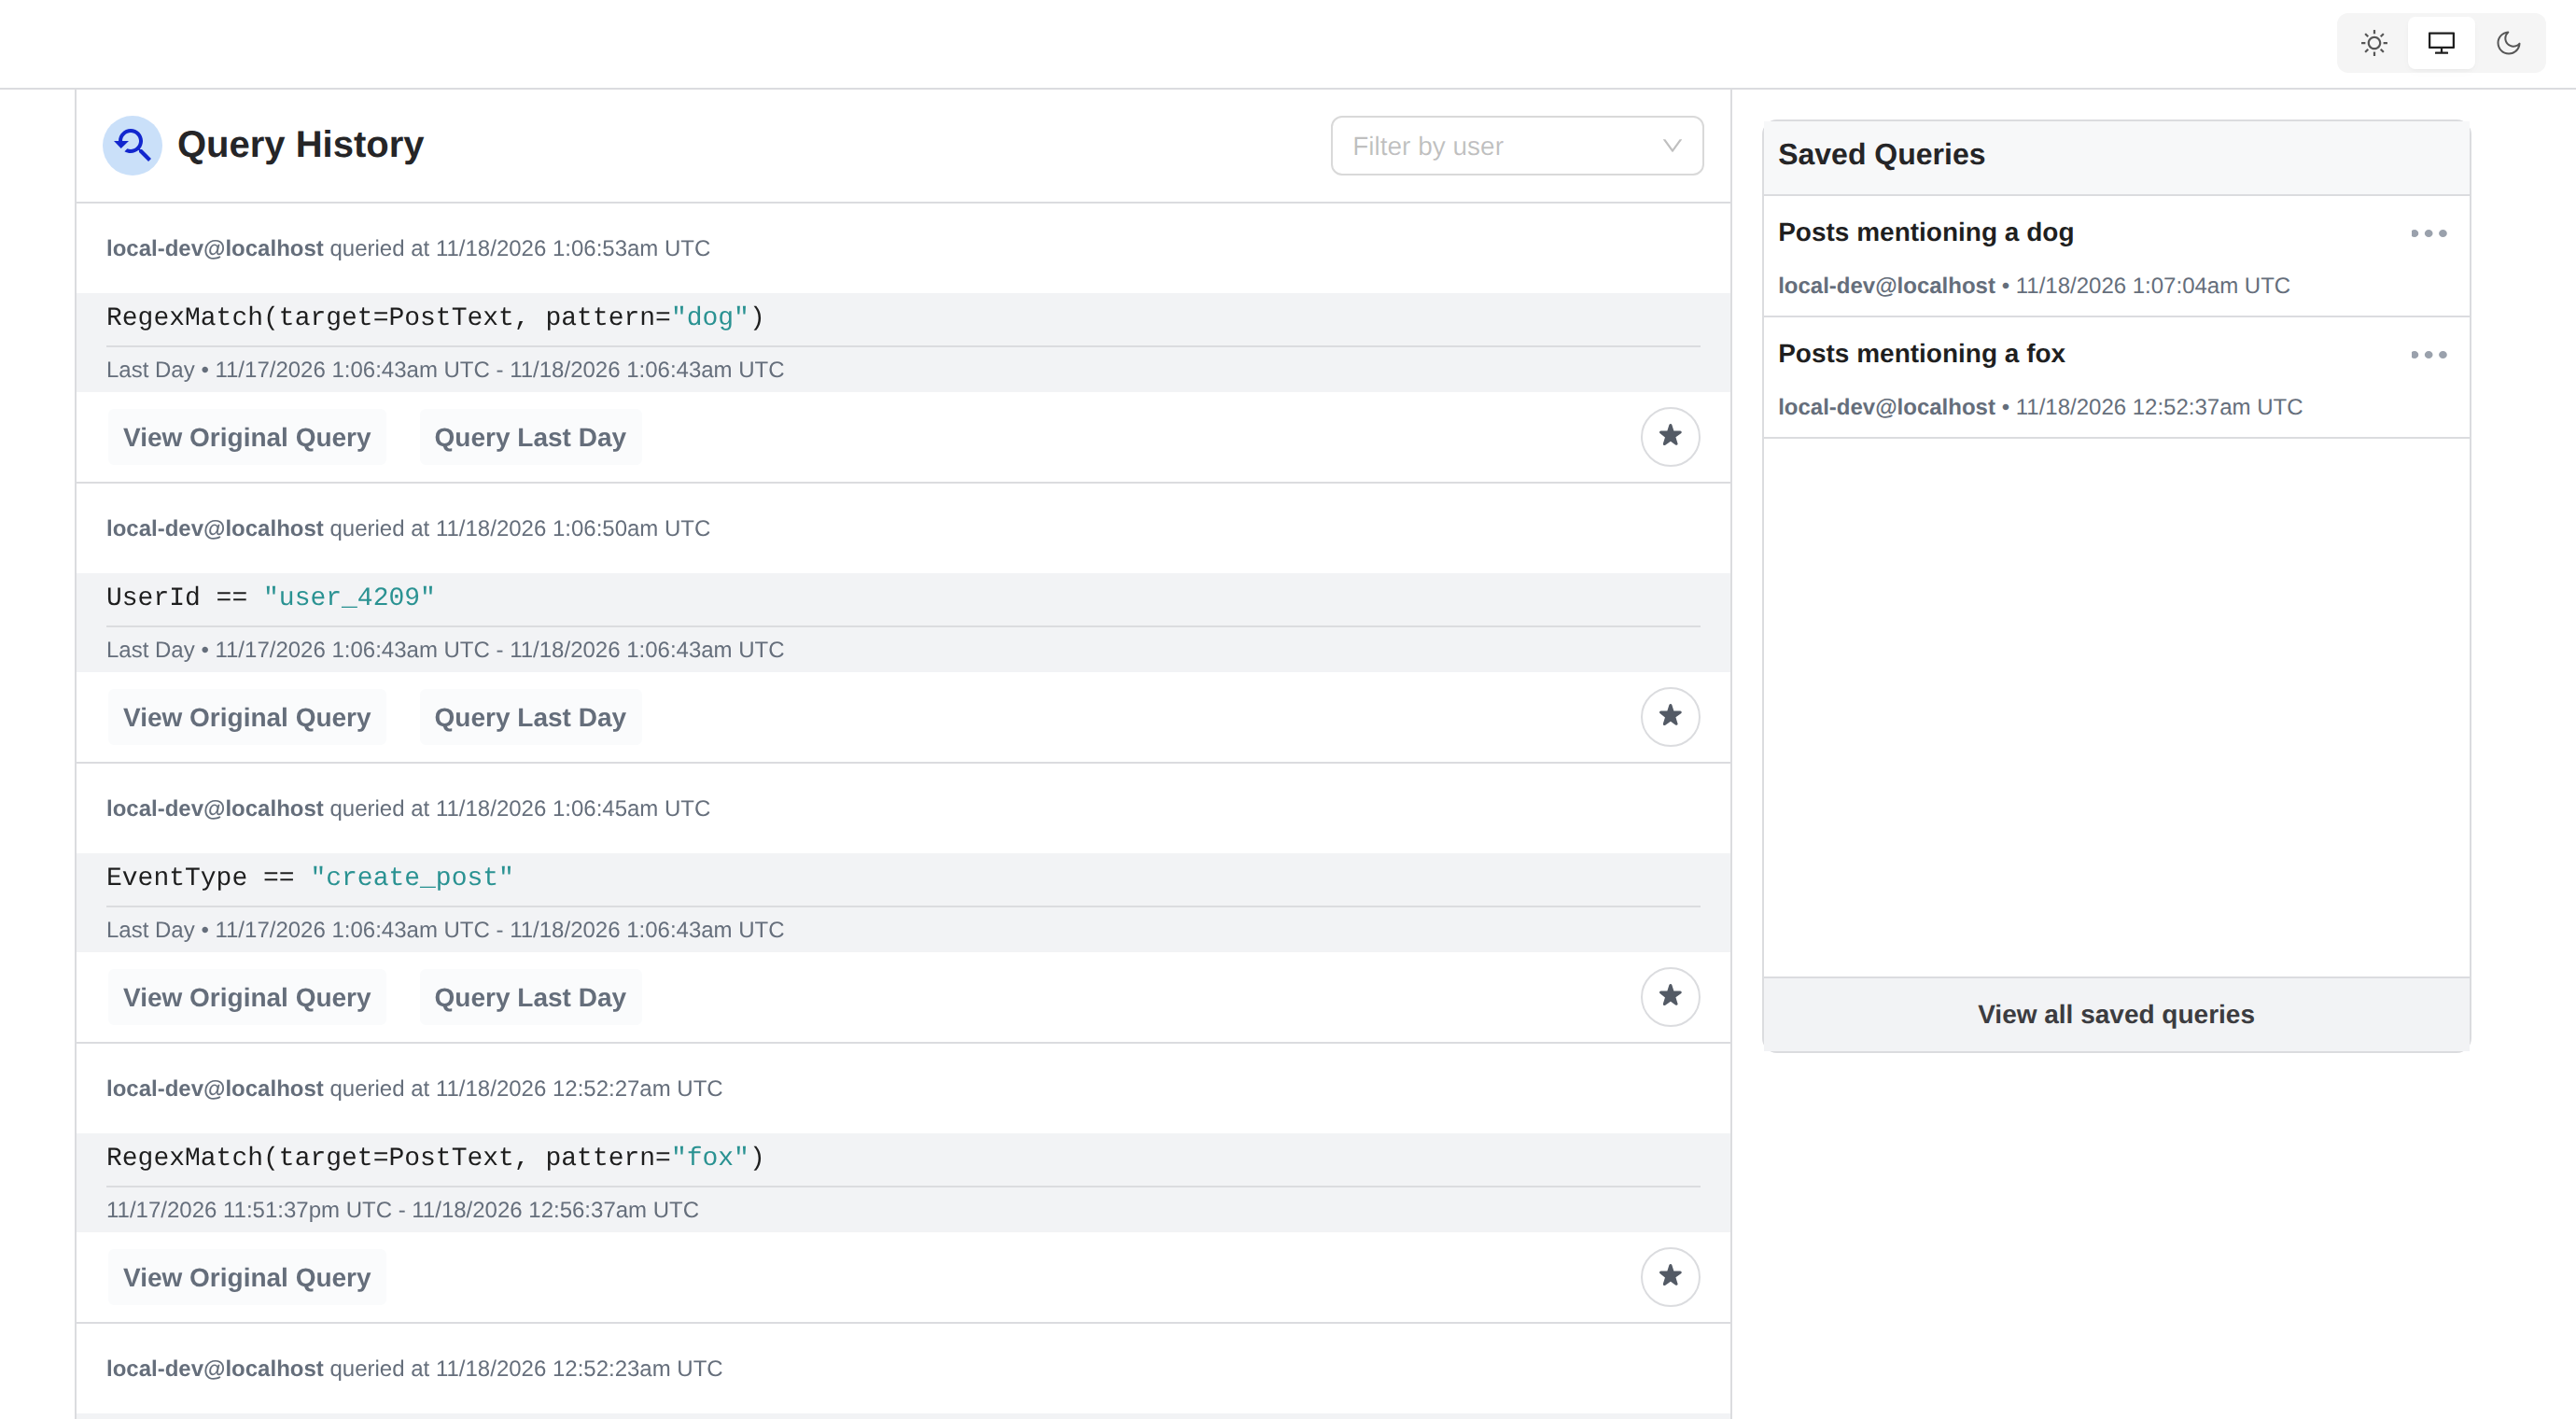 Query History
Filter by user
local-dev@localhost queried at 11/18/2026 1:06:53am UTC
RegexMatch(target=PostText, pattern="dog")
Last Day • 11/17/2026 1:06:43am UTC - 11/18/2026 1:06:43am UTC
View Original Query
Query Last Day
local-dev@localhost queried at 11/18/2026 1:06:50am UTC
UserId == "user_4209"
Last Day • 11/17/2026 1:06:43am UTC - 11/18/2026 1:06:43am UTC
View Original Query
Query Last Day
local-dev@localhost queried at 11/18/2026 1:06:45am UTC
EventType == "create_post"
Last Day • 11/17/2026 1:06:43am UTC - 11/18/2026 1:06:43am UTC
View Original Query
Query Last Day
local-dev@localhost queried at 11/18/2026 12:52:27am UTC
RegexMatch(target=PostText, pattern="fox")
11/17/2026 11:51:37pm UTC - 11/18/2026 12:56:37am UTC
View Original Query
local-dev@localhost queried at 11/18/2026 12:52:23am UTC
Saved Queries
Posts mentioning a dog
local-dev@localhost • 11/18/2026 1:07:04am UTC
Posts mentioning a fox
local-dev@localhost • 11/18/2026 12:52:37am UTC
View all saved queries